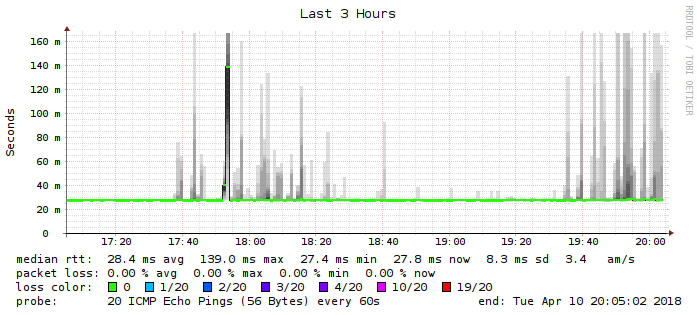 Last 3 Hours
RRDTOOL / TOBI OETIKER
Seconds
160 m
140 m
120 m
100 m
80 m
60 m
40 m
20 m
0
17:20 17:40 18:00 18:20 18:40 19:00 19:20 19:40 20:00
median rtt: 28.4 ms avg 139.0 ms max 27.4 ms min 27.8 ms now 8.3 ms sd 3.4 am/s
packet loss: 0.00 % avg 0.00 % max 0.00 % min 0.00 % now
loss color: 0 1/20 2/20 3/20 4/20 10/20 19/20
probe: 20 ICMP Echo Pings (56 Bytes) every 60s end: Tue Apr 10 20:05:02 2018